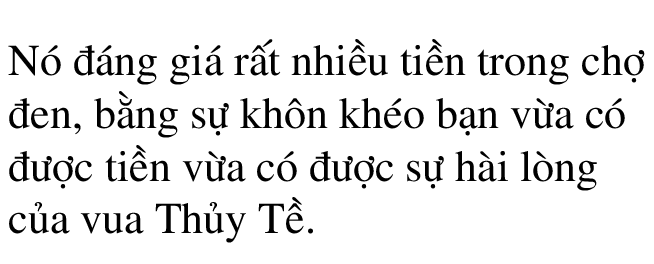 Nó đáng giá rất nhiều tiền trong chợ
đen, bằng sự khôn khéo bạn vừa có
được tiền vừa có được sự hài lòng
của vua Thủy Tề.